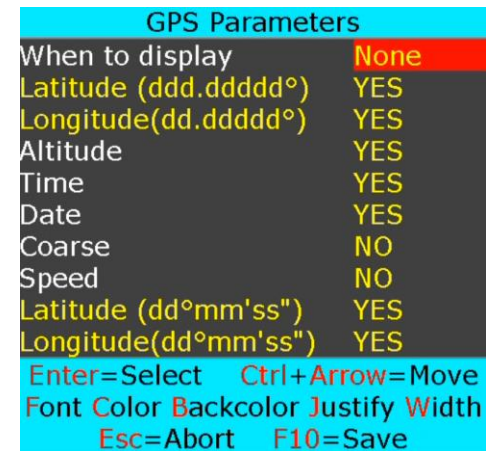 GPS Parameters
When to display None
Latitude (ddd.ddddd°) YES
Longitude(dd.ddddd°) YES
Altitude YES
Time YES
Date YES
Coarse NO
Speed NO
Latitude (dd°mm'ss") YES
Longitude(dd°mm'ss") YES
Enter=Select Ctrl+Arrow=Move
Font Color Backcolor Justify Width
Esc=Abort F10=Save